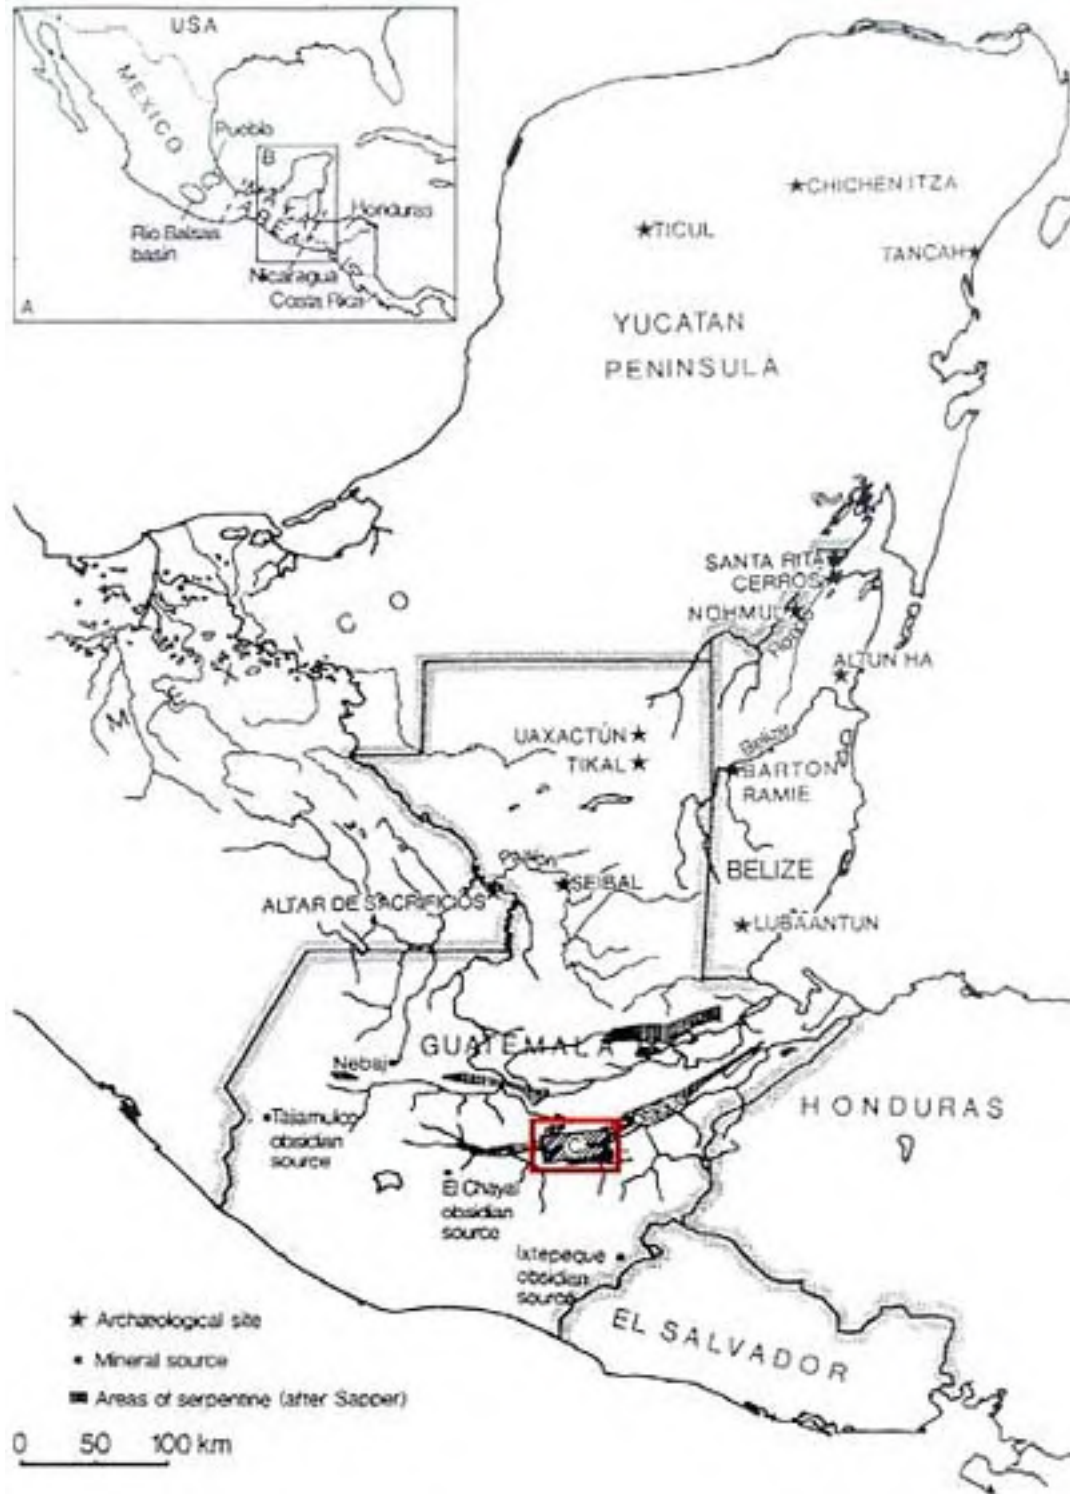 USA
MEXICO
Puebla
B
Rio Balsas
basin
Honduras
Nicaragua
Costa Rica
A
CHICHEN ITZA
TICUL
TANCAH
YUCATAN
PENINSULA
SANTA RITA
CERROS
NOHMUL
ALTUN HA
M
C O
UAXACTÚN
TIKAL
Belize
BARTON
RAMIE
BELIZE
SEIBAL
ALTAR DE SACRIFICIOS
LUBAANTUN
GUATEMALA
Nebaj
HONDURAS
Tajamulco
obsidian
source
C
El Chayal
obsidian
source
Ixtepeque
obsidian
source
EL SALVADOR
Archaeological site
Mineral source
Areas of serpentine (after Sapper)
0 50 100 km